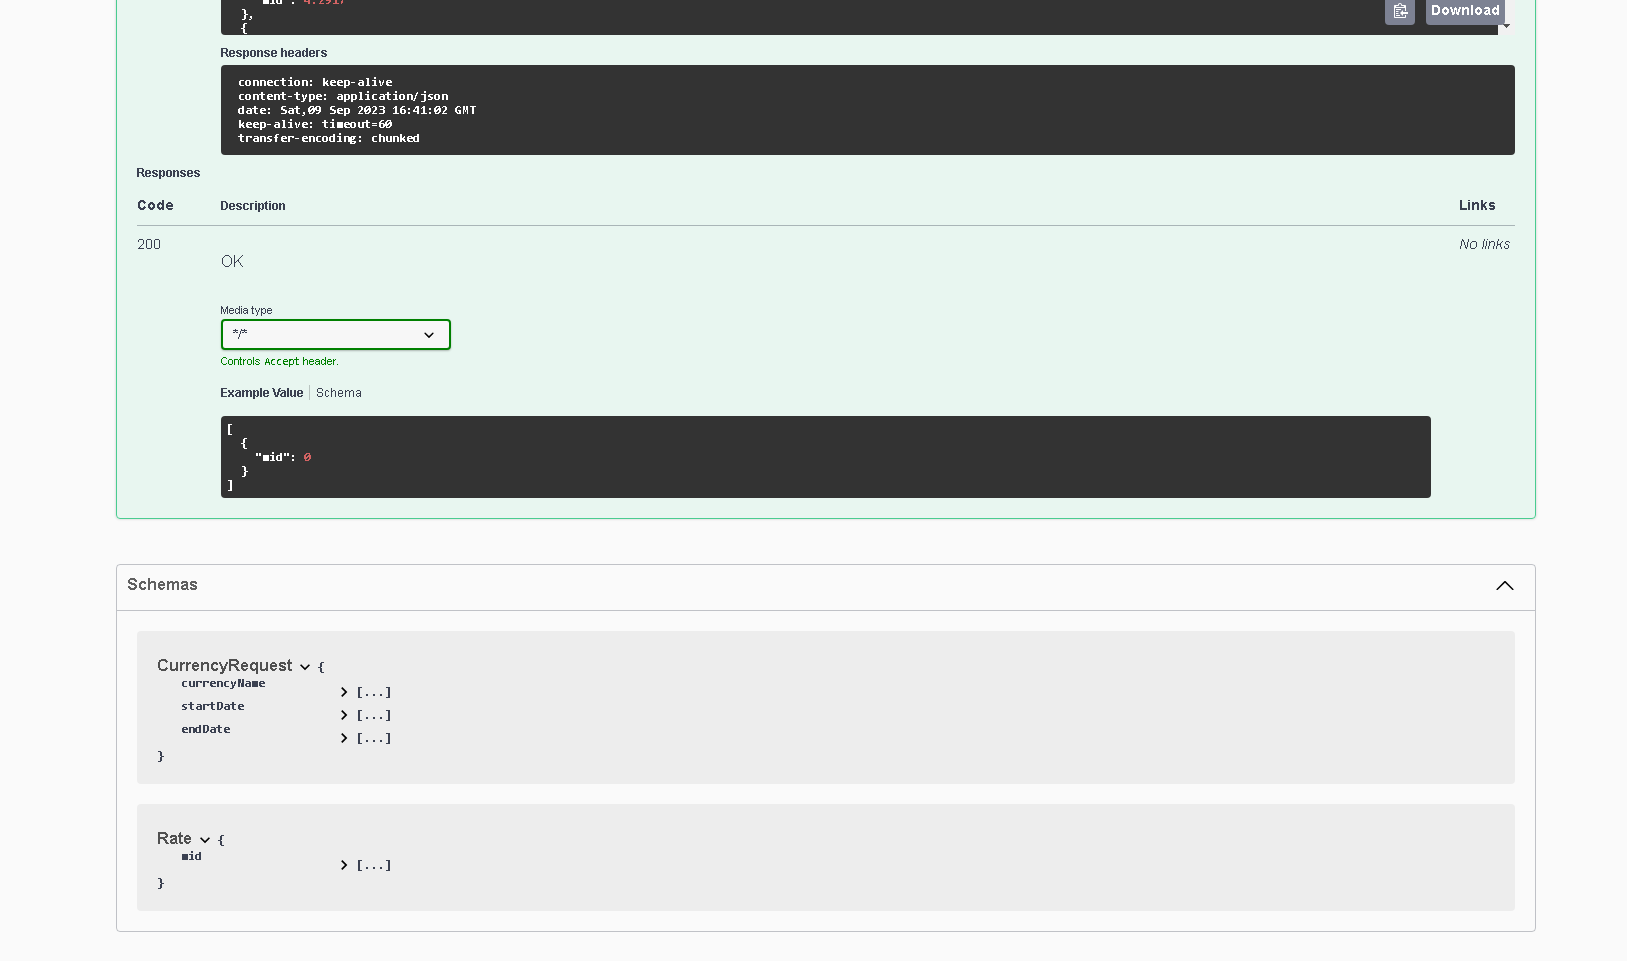 "mid": 4.2917
},
{
Download
Response headers
connection: keep-alive
content-type: application/json
date: Sat,09 Sep 2023 16:41:02 GMT
keep-alive: timeout=60
transfer-encoding: chunked
Responses
Code Description Links
200 OK No links
Media type
*/*
Controls Accept header.
Example Value Schema
[
{
"mid": 0
}
]
Schemas
CurrencyRequest {
currencyName [...]
startDate [...]
endDate [...]
}
Rate {
mid [...]
}